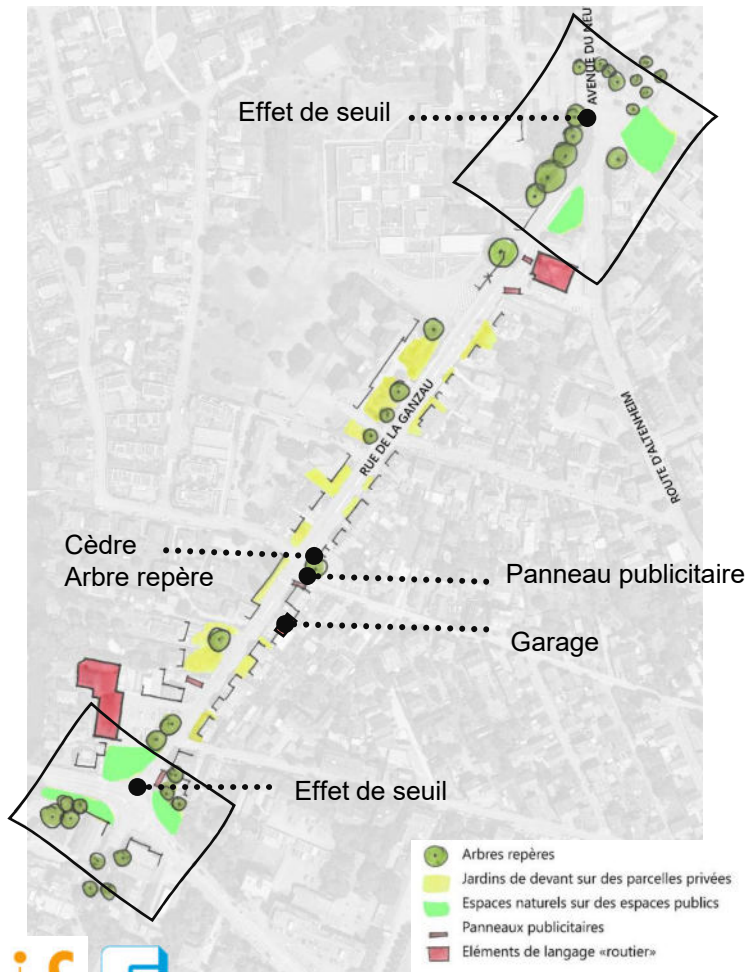 AVENUE DU NEU
Effet de seuil
RUE DE LA GANZAU
ROUTE D'ALTENHEIM
Cèdre
Arbre repère
Panneau publicitaire
Garage
Effet de seuil
Arbres repères
Jardins de devant sur des parcelles privées
Espaces naturels sur des espaces publics
Panneaux publicitaires
Eléments de langage «routier»